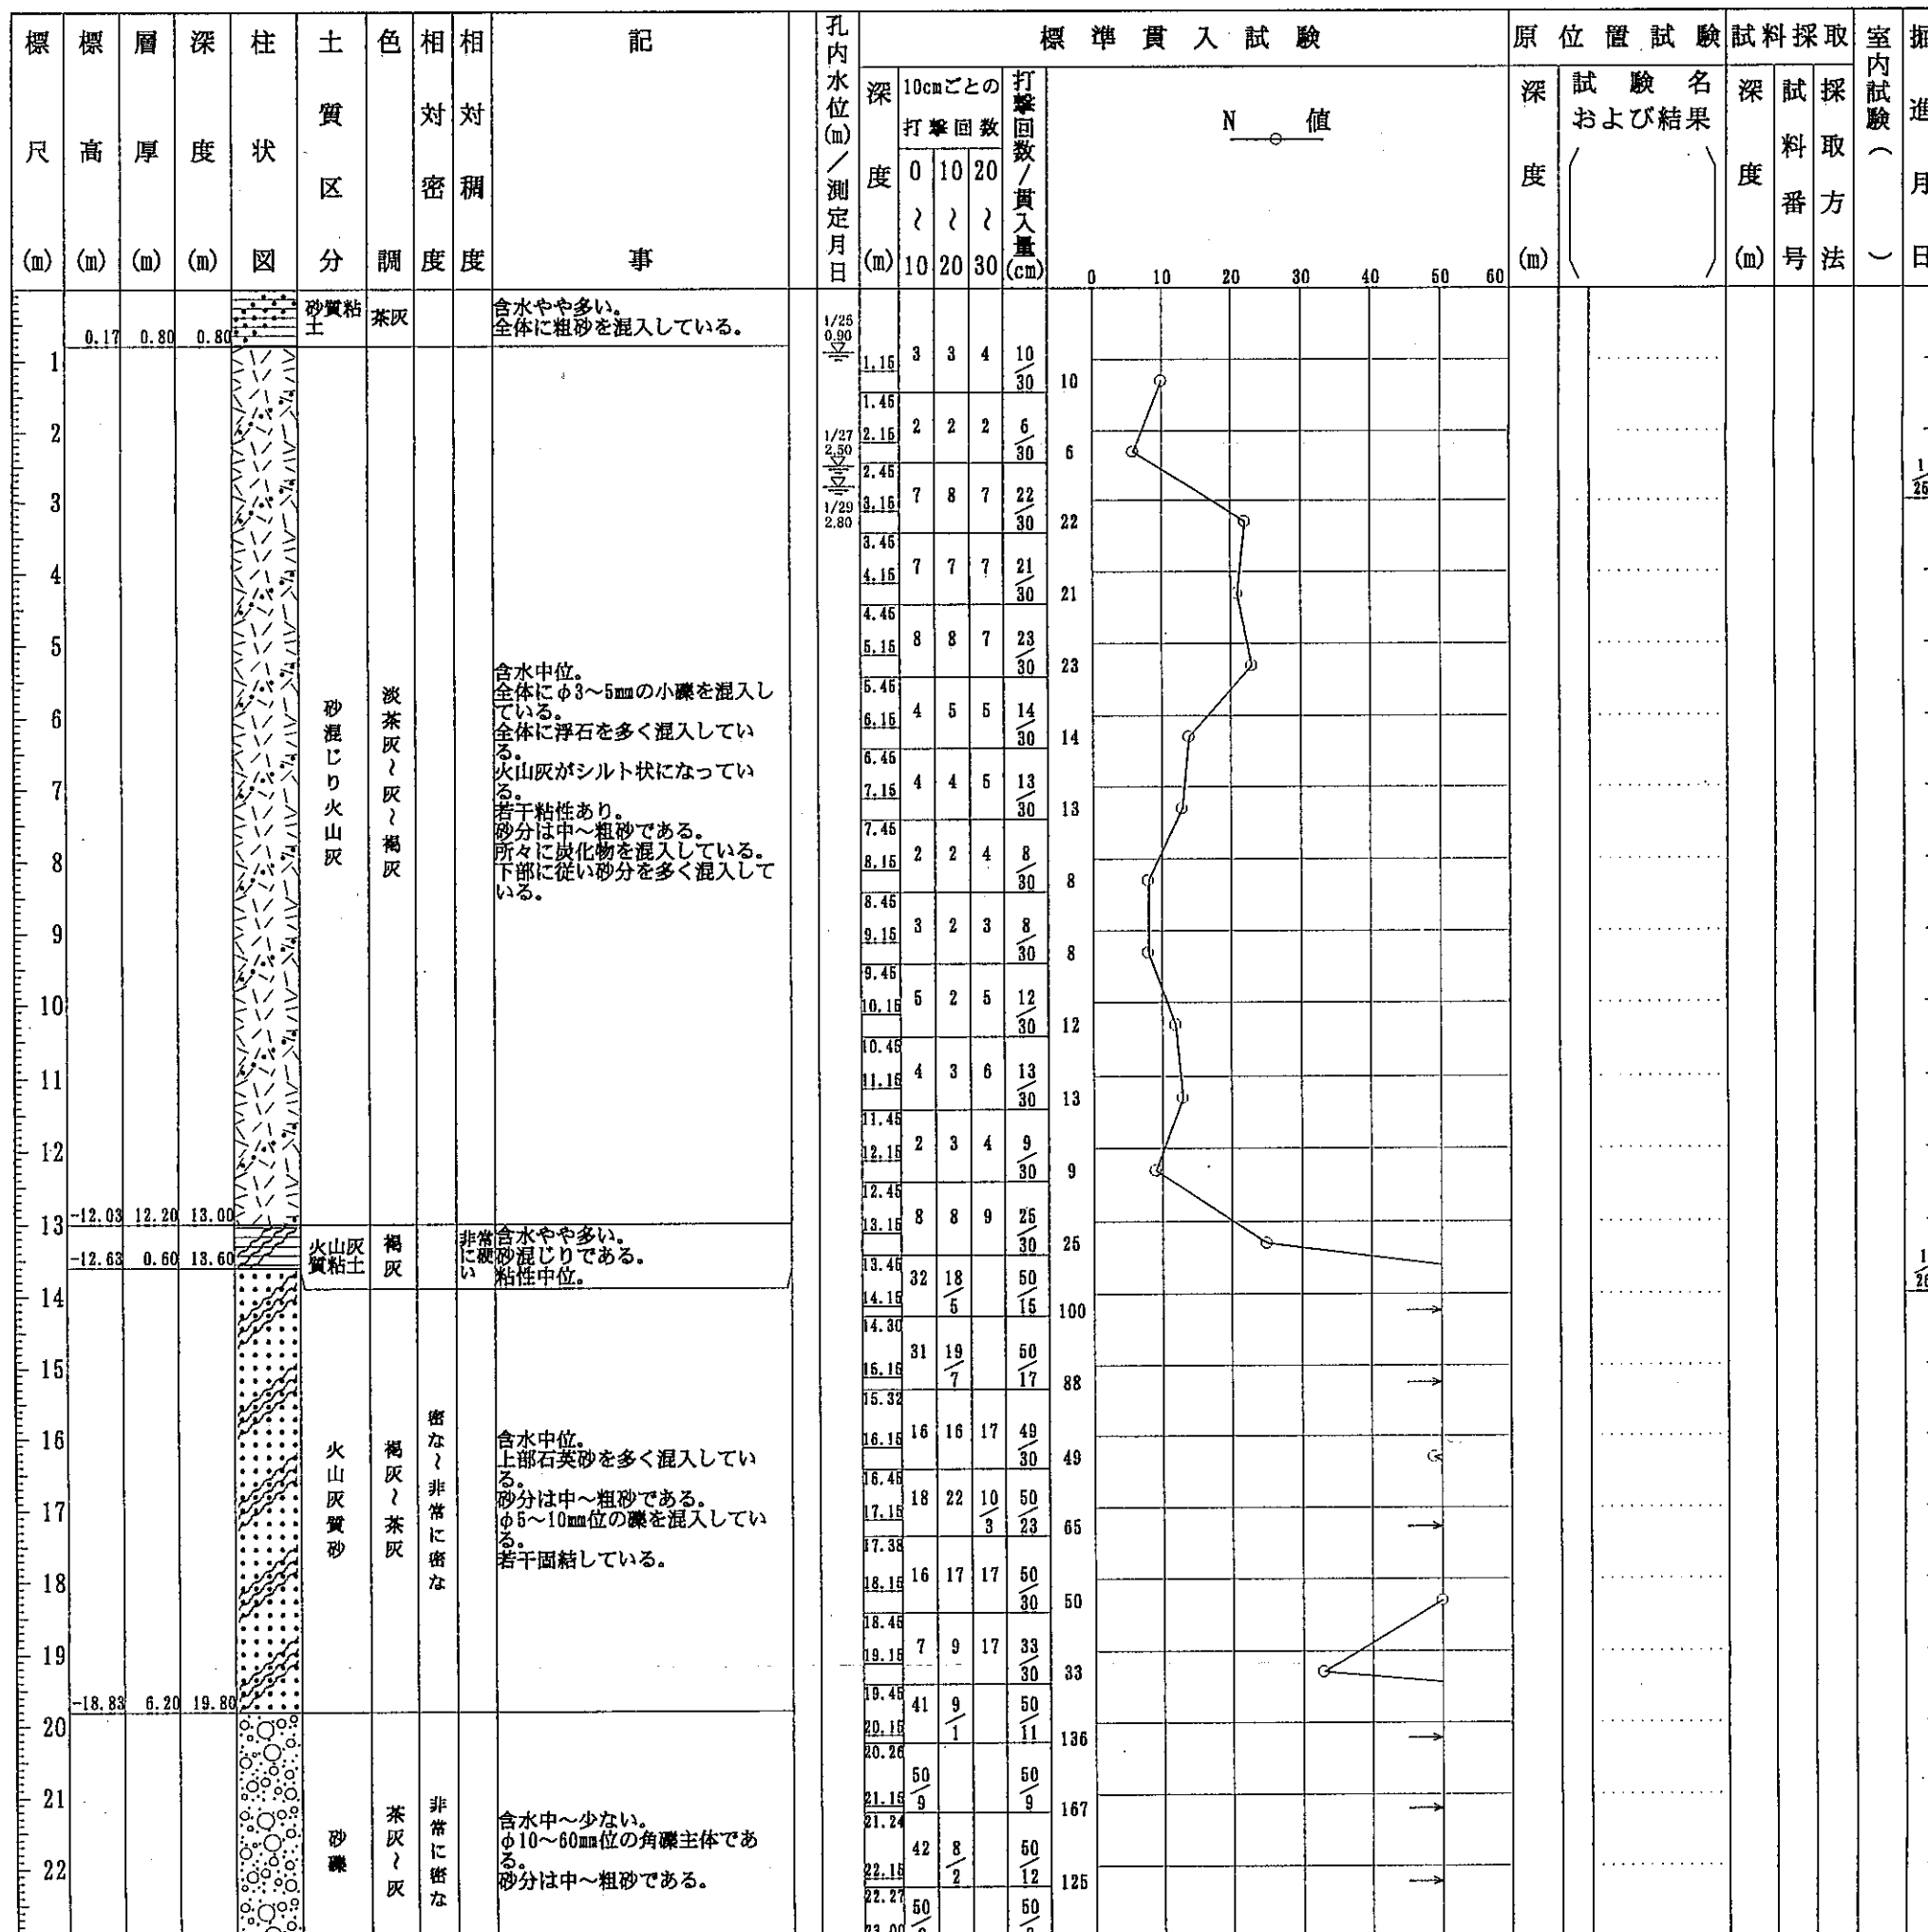 標尺(m) 標高(m) 層厚(m) 深度(m) 柱状図 土質区分 色調 相対密度 相対稠度 記事 孔内水位(m)/測定月日 標準貫入試験 原位置試験 試料採取 室内試験( )
深度(m) 10cmごとの打撃回数 打撃回数/貫入量(cm) N 値 深度(m) 試験名および結果 深度(m) 試料番号 採取方法
0~10 10~20 20~30
0 10 20 30 40 50 60
0.17 0.80 0.80 砂質粘土 茶灰
含水やや多い。
全体に粗砂を混入している。
1/26 0.90
1/27 2.50
1/29 2.80
-12.03 12.20 13.00 砂混じり火山灰 淡茶灰~灰~褐灰
含水中位。
全体にφ3~5mmの小礫を混入し
ている。
全体に浮石を多く混入してい
る。
火山灰がシルト状になってい
る。
若干粘性あり。
砂分は中~粗砂である。
所々に炭化物を混入している。
下部に従い砂分を多く混入して
いる。
-12.63 0.60 13.60 火山灰質粘土 褐灰 非常に硬い
含水やや多い。
砂混じりである。
粘性中位。
-18.83 6.20 19.80 火山灰質砂 褐灰~茶灰 密な~非常に密な
含水中位。
上部石英砂を多く混入してい
る。
砂分は中~粗砂である。
φ5~10mm位の礫を混入してい
る。
若干固結している。
砂礫 茶灰~灰 非常に密な
含水中~少ない。
φ10~60mm位の角礫主体であ
る。
砂分は中~粗砂である。
1 1.15 3 3 4 10/30 10
1.45
2 2.15 2 2 2 6/30 6
2.45
3 3.15 7 8 7 22/30 22
3.45
4 4.15 7 7 7 21/30 21
4.45
5 5.15 8 8 7 23/30 23
5.45
6 6.15 4 5 5 14/30 14
6.45
7 7.15 4 4 5 13/30 13
7.45
8 8.15 2 2 4 8/30 8
8.45
9 9.15 3 2 3 8/30 8
9.45
10 10.15 5 2 5 12/30 12
10.45
11 11.15 4 3 6 13/30 13
11.45
12 12.15 2 3 4 9/30 9
12.45
13 13.15 8 8 9 25/30 25
13.45
14 14.15 32 18/5 50/15 100
14.30
15 15.15 31 19/7 50/17 88
15.32
16 16.15 16 16 17 49/30 49
16.45
17 17.15 18 22 10/3 50/23 65
17.38
18 18.15 16 17 17 50/30 50
18.45
19 19.15 7 9 17 33/30 33
19.45
20 20.15 41 9/1 50/11 136
20.26
21 21.15 50/9 50/9 167
21.24
22 22.15 42 8/2 50/12 125
22.27
50 50